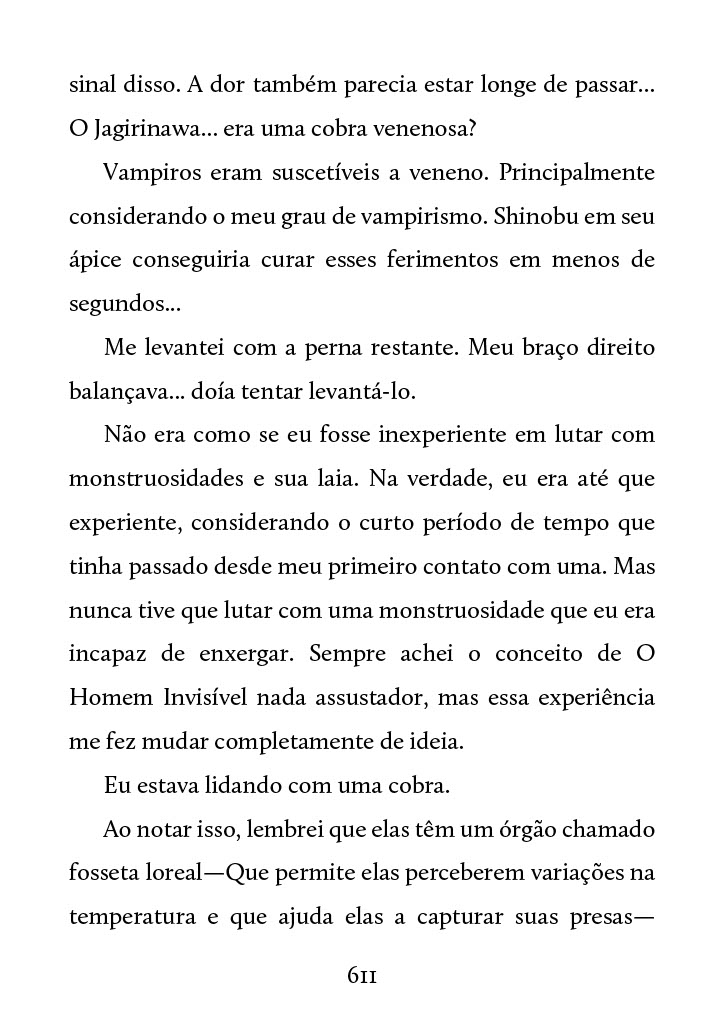 sinal disso. A dor também parecia estar longe de passar...
O Jagirinawa... era uma cobra venenosa?
Vampiros eram suscetíveis a veneno. Principalmente
considerando o meu grau de vampirismo. Shinobu em seu
ápice conseguiria curar esses ferimentos em menos de
segundos...
Me levantei com a perna restante. Meu braço direito
balançava... doía tentar levantá-lo.
Não era como se eu fosse inexperiente em lutar com
monstruosidades e sua laia. Na verdade, eu era até que
experiente, considerando o curto período de tempo que
tinha passado desde meu primeiro contato com uma. Mas
nunca tive que lutar com uma monstruosidade que eu era
incapaz de enxergar. Sempre achei o conceito de O
Homem Invisível nada assustador, mas essa experiência
me fez mudar completamente de ideia.
Eu estava lidando com uma cobra.
Ao notar isso, lembrei que elas têm um órgão chamado
fosseta loreal—Que permite elas perceberem variações na
temperatura e que ajuda elas a capturar suas presas—
611